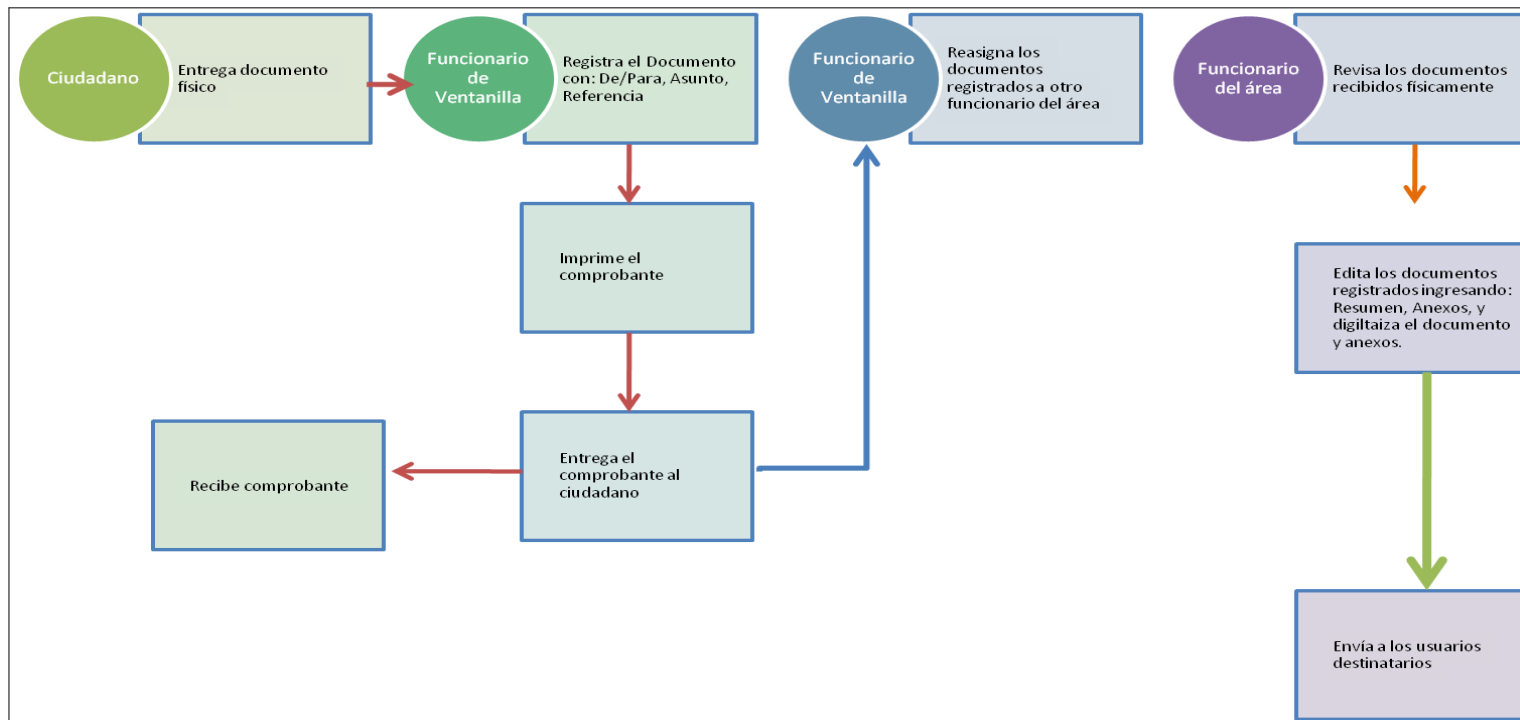 Ciudadano
Entrega documento
físico
Funcionario
de
Ventanilla
Registra el Documento
con: De/Para, Asunto,
Referencia
Funcionario
de
Ventanilla
Reasigna los
documentos
registrados a otro
funcionario del área
Funcionario
del área
Revisa los documentos
recibidos físicamente
Imprime el
comprobante
Edita los documentos
registrados ingresando:
Resumen, Anexos, y
digiltaiza el documento
y anexos.
Recibe comprobante
Entrega el
comprobante al
ciudadano
Envía a los usuarios
destinatarios